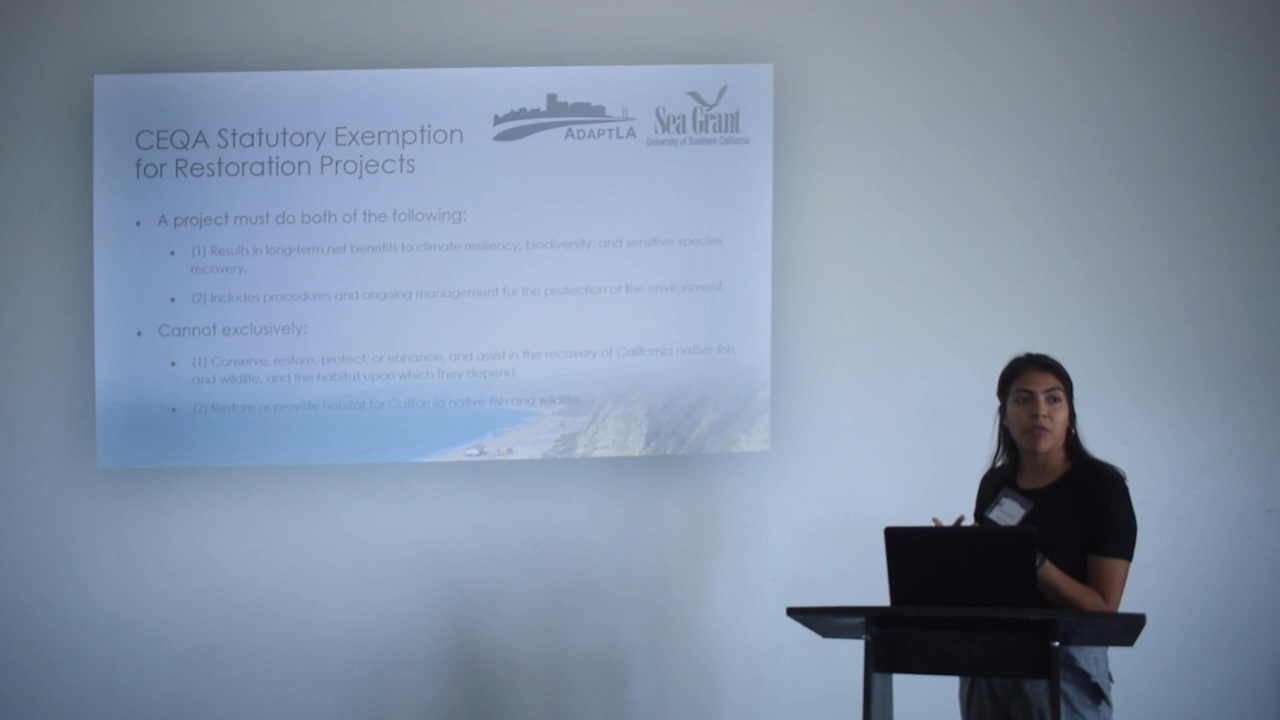 CEQA Statutory Exemption
for Restoration Projects
ADAPTLA
Sea Grant
University of Southern California
• A project must do both of the following:
• (1) Results in long-term net benefits to climate resiliency, biodiversity, and sensitive species
recovery.
• (2) Includes procedures and ongoing management for the protection of the environment.
• Cannot exclusively:
• (1) Conserve, restore, protect, or enhance, and assist in the recovery of California native fish
and wildlife, and the habitat upon which they depend.
• (2) Restore or provide habitat for California native fish and wildlife.